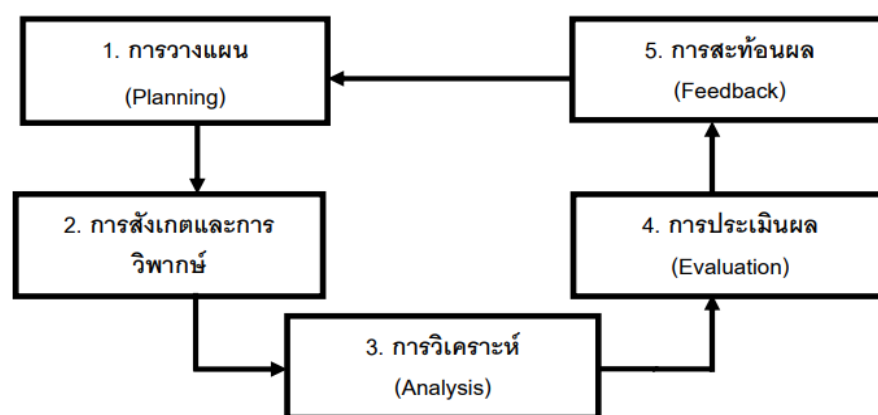 1. การวางแผน
(Planning)
2. การสังเกตและการ
วิพากษ์
3. การวิเคราะห์
(Analysis)
4. การประเมินผล
(Evaluation)
5. การสะท้อนผล
(Feedback)